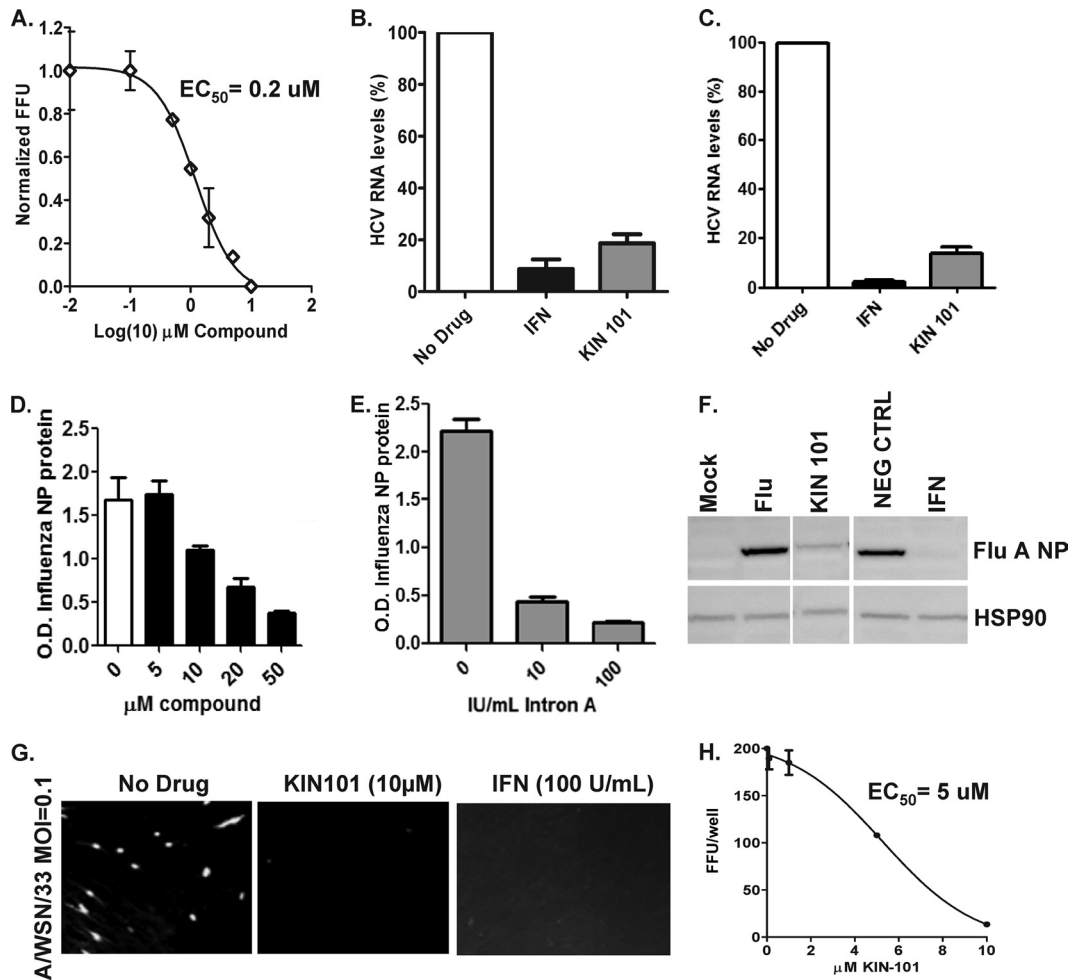 A.
Normalized FFU
1.2
1.0
0.8
0.6
0.4
0.2
0.0
EC50= 0.2 uM
-2 -1 0 1 2
Log(10) μM Compound
B.
HCV RNA levels (%)
100
80
60
40
20
0
No Drug IFN KIN 101
C.
HCV RNA levels (%)
100
80
60
40
20
0
No Drug IFN KIN 101
D.
O.D. Influenza NP protein
2.5
2.0
1.5
1.0
0.5
0.0
0 5 10 20 50
μM compound
E.
O.D. Influenza NP protein
2.5
2.0
1.5
1.0
0.5
0.0
0 10 100
IU/mL Intron A
F.
Mock Flu KIN 101 NEG CTRL IFN
Flu A NP
HSP90
G.
A/WSN/33 MOI=0.1
No Drug KIN101 (10μM) IFN (100 U/mL)
H.
FFU/well
200
150
100
50
0
EC50= 5 uM
0 2 4 6 8 10
μM KIN-101